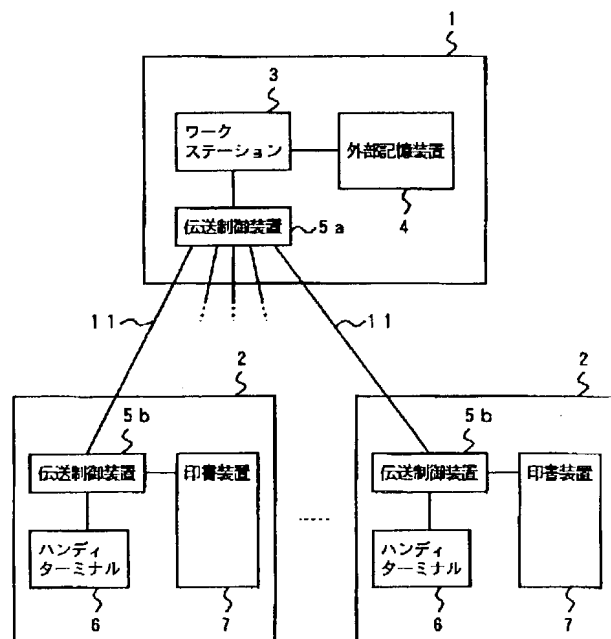 1
3
ワーク
ステーション
外部記憶装置
4
伝送制御装置
5a
11
11
2
5b
伝送制御装置
印書装置
ハンディ
ターミナル
6
7
2
5b
伝送制御装置
印書装置
ハンディ
ターミナル
6
7